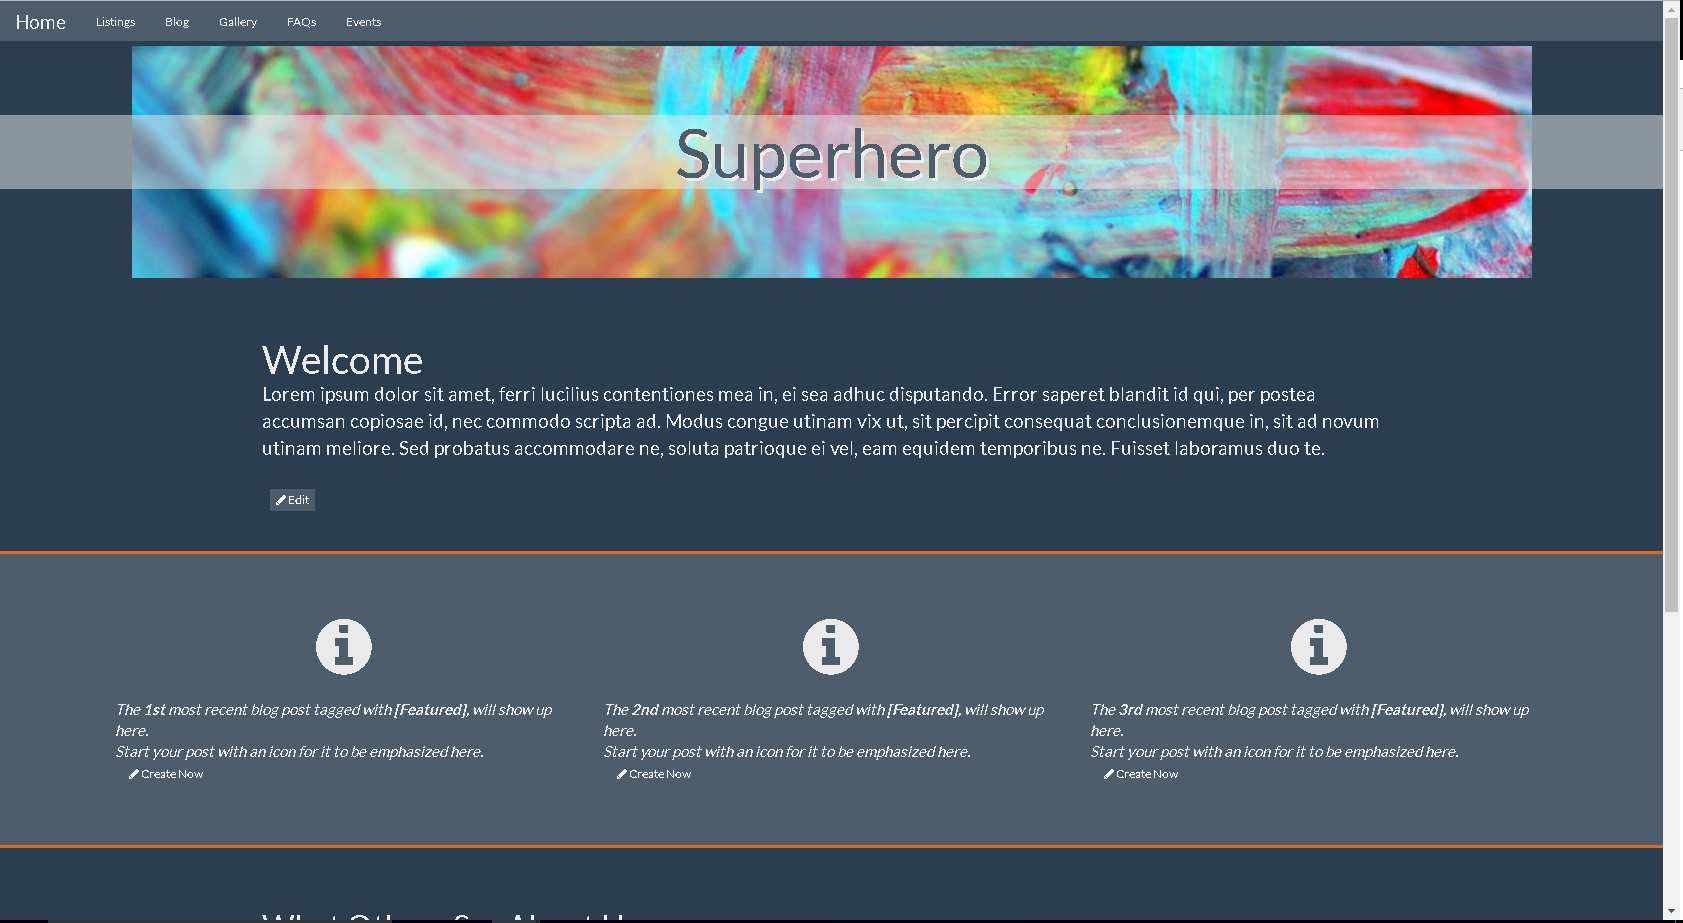 Home Listings Blog Gallery FAQs Events
Superhero
Welcome
Lorem ipsum dolor sit amet, ferri lucilius contentiones mea in, ei sea adhuc disputando. Error saperet blandit id qui, per postea
accumsan copiosae id, nec commodo scripta ad. Modus congue utinam vix ut, sit percipit consequat conclusionemque in, sit ad novum
utinam meliore. Sed probatus accommodare ne, soluta patrioque ei vel, eam equidem temporibus ne. Fuisset laboramus duo te.
Edit
The 1st most recent blog post tagged with [Featured], will show up
here.
Start your post with an icon for it to be emphasized here.
Create Now
The 2nd most recent blog post tagged with [Featured], will show up
here.
Start your post with an icon for it to be emphasized here.
Create Now
The 3rd most recent blog post tagged with [Featured], will show up
here.
Start your post with an icon for it to be emphasized here.
Create Now